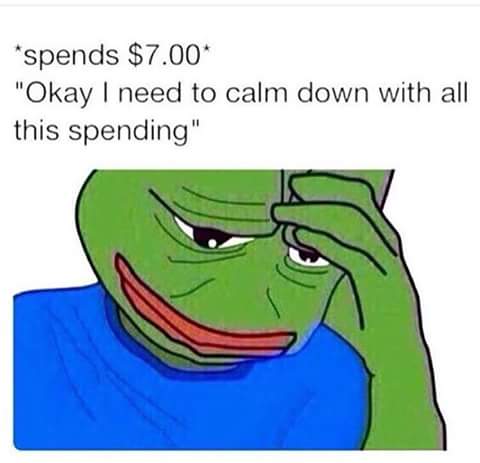 *spends $7.00*
"Okay I need to calm down with all
this spending"